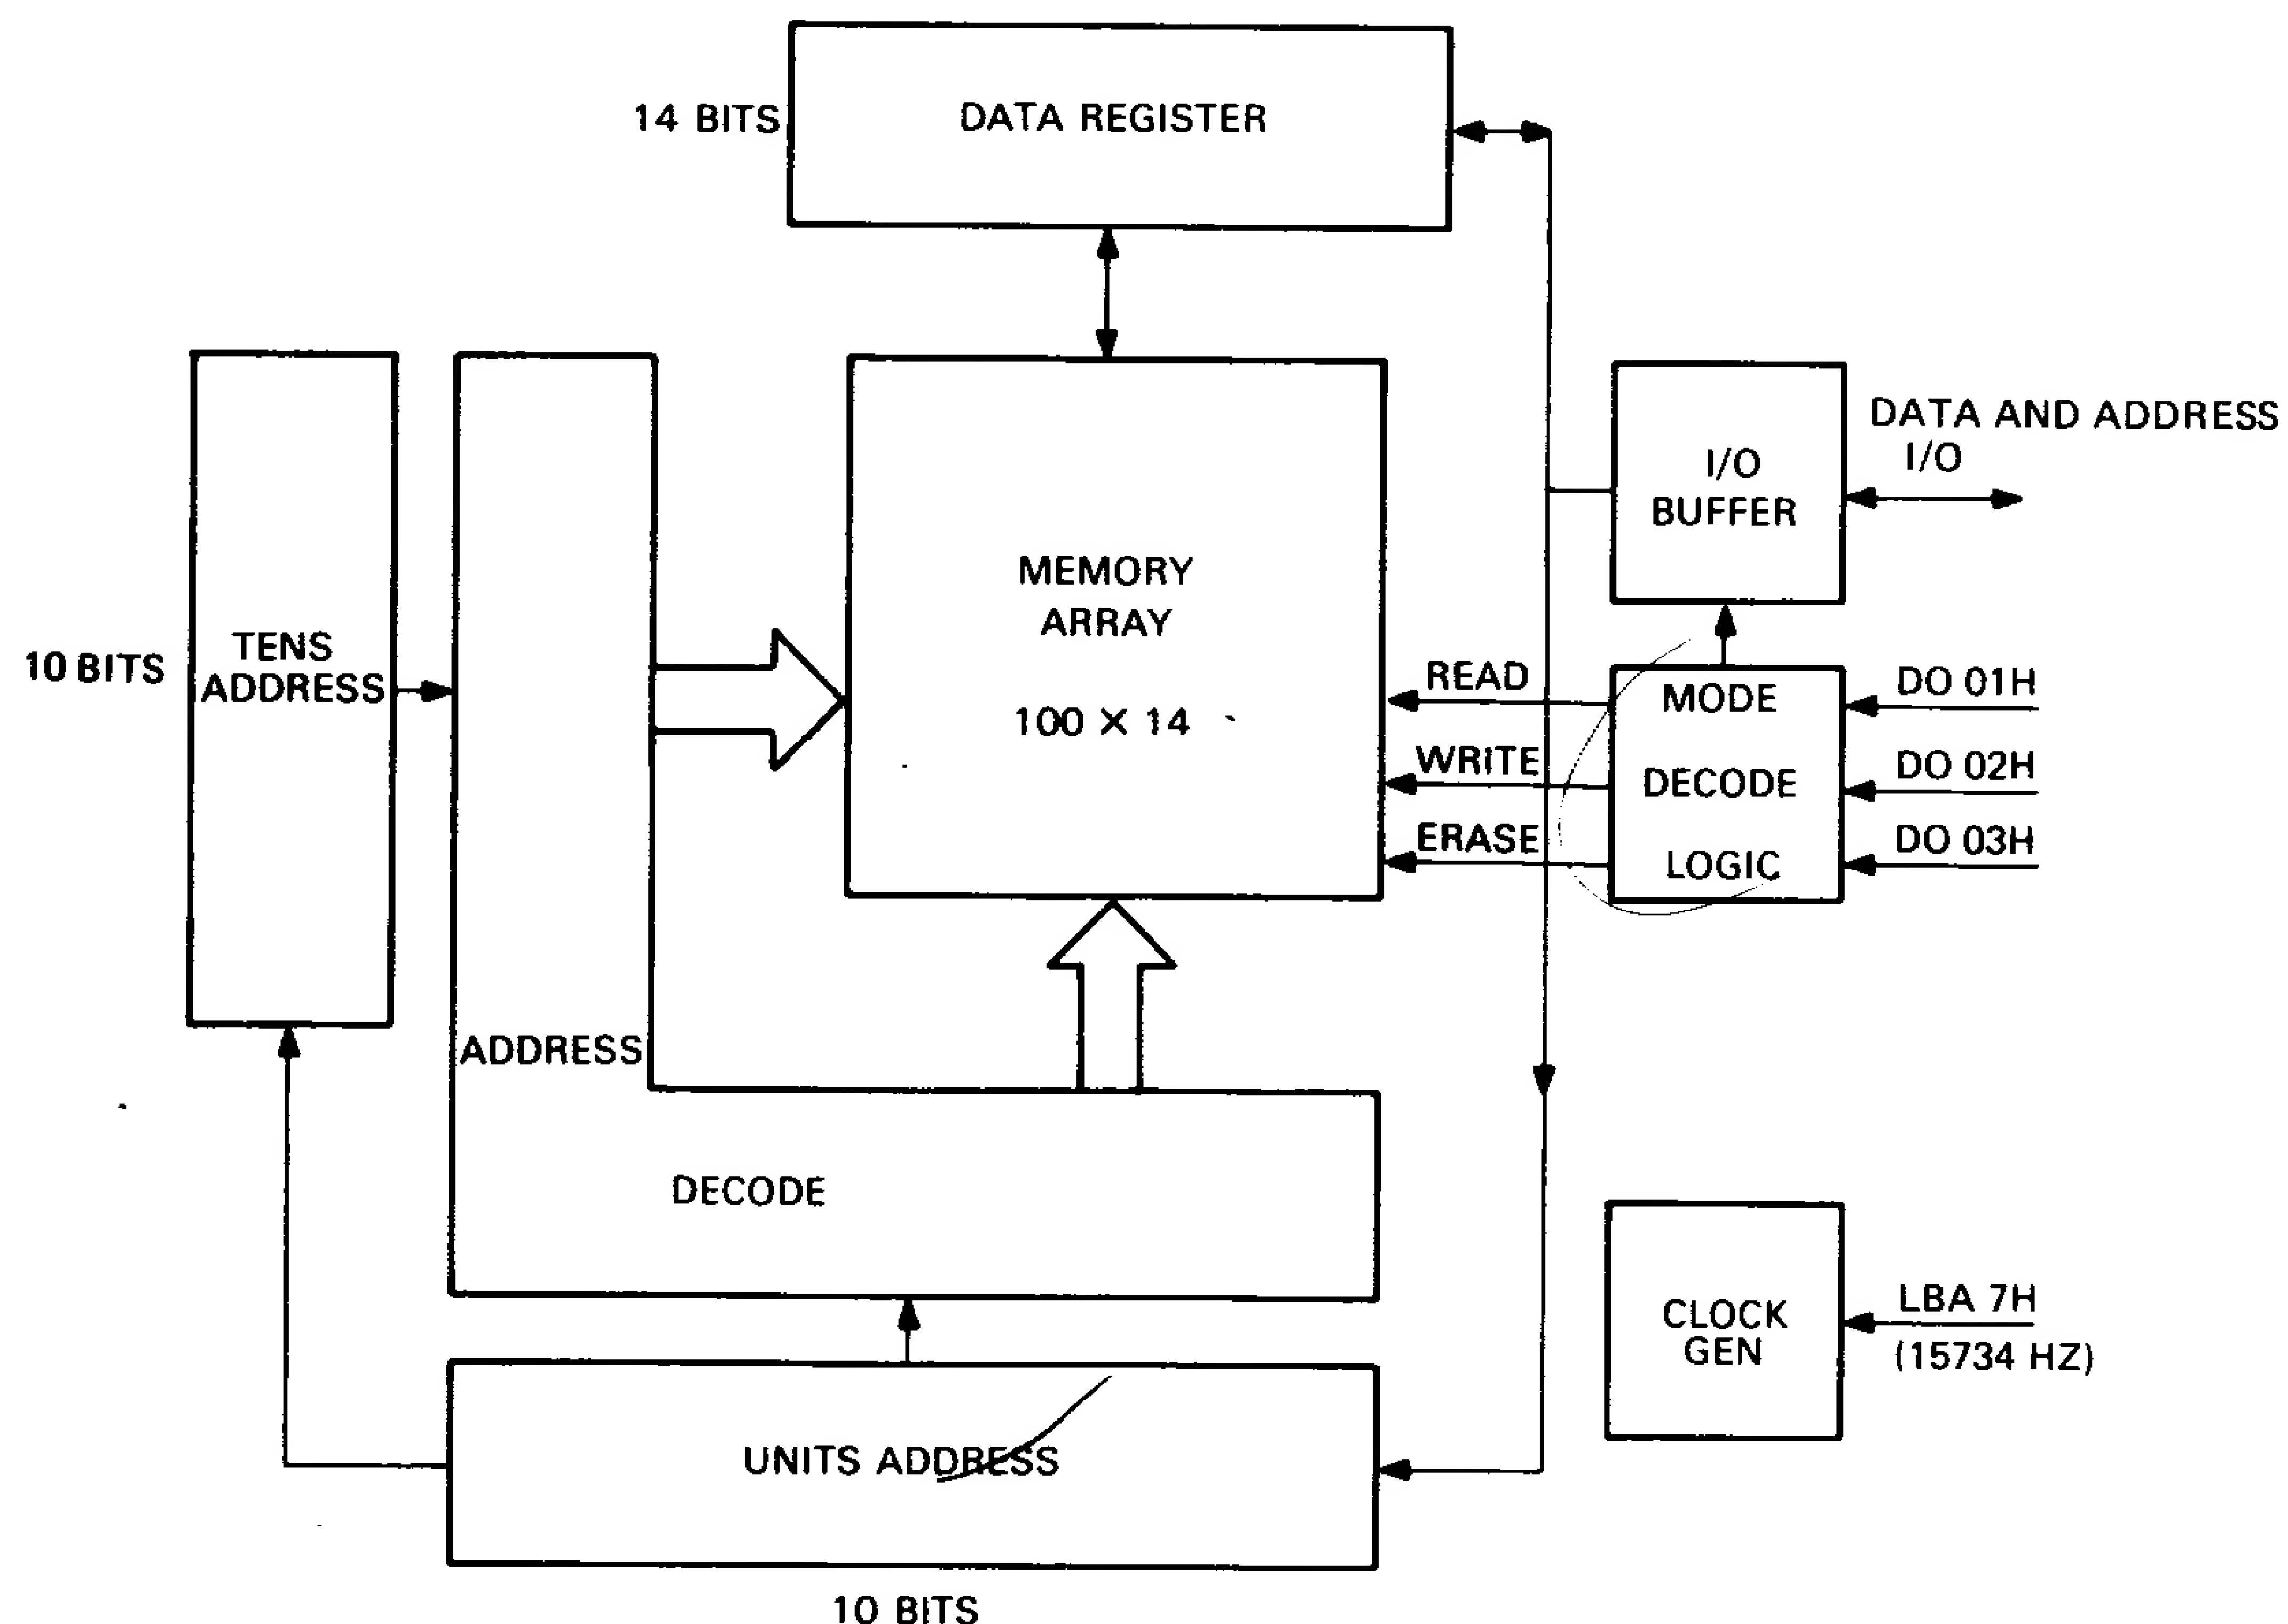 14 BITS
DATA REGISTER
DATA AND ADDRESS
I/O
I/O
BUFFER
MEMORY
ARRAY
100 X 14
10 BITS
TENS
ADDRESS
READ
WRITE
ERASE
MODE
DECODE
LOGIC
DO 01H
DO 02H
DO 03H
ADDRESS
DECODE
CLOCK
GEN
LBA 7H
(15734 HZ)
UNITS ADDRESS
10 BITS